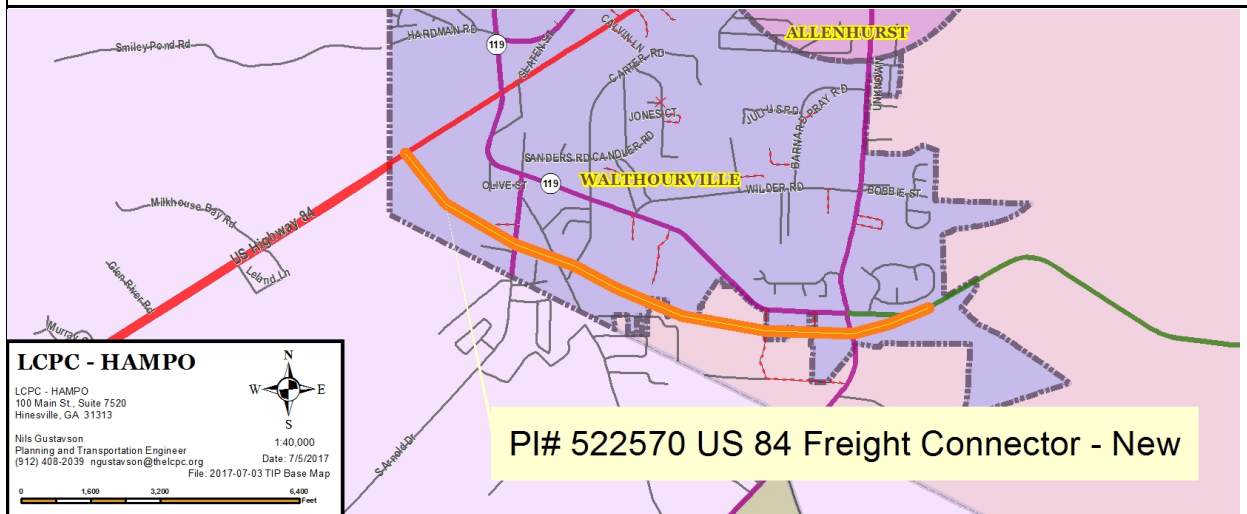 Smiley Pond Rd
HARDMAN RD
119
SEATEN ST
CALVIN LN
ALLENHURST
CARTER RD
UNKNOWN
JONES CT
BARNARD PRAY RD
SANDERS RD
CANDLER RD
OLIVE ST
119
WALTHOURVILLE
WILDER RD
BOBBIE ST
Milkhouse Bay Rd
US Highway 84
Leland Ln
Glen River Rd
S Arnold Dr
PI# 522570 US 84 Freight Connector - New
LCPC - HAMPO
LCPC - HAMPO
100 Main St., Suite 7520
Hinesville, GA 31313
Nils Gustavson
Planning and Transportation Engineer
(912) 408-2039 ngustavson@thelcpc.org
N
W
E
S
1:40,000
Date: 7/5/2017
File: 2017-07-03 TIP Base Map
0 1,600 3,200 6,400
Feet